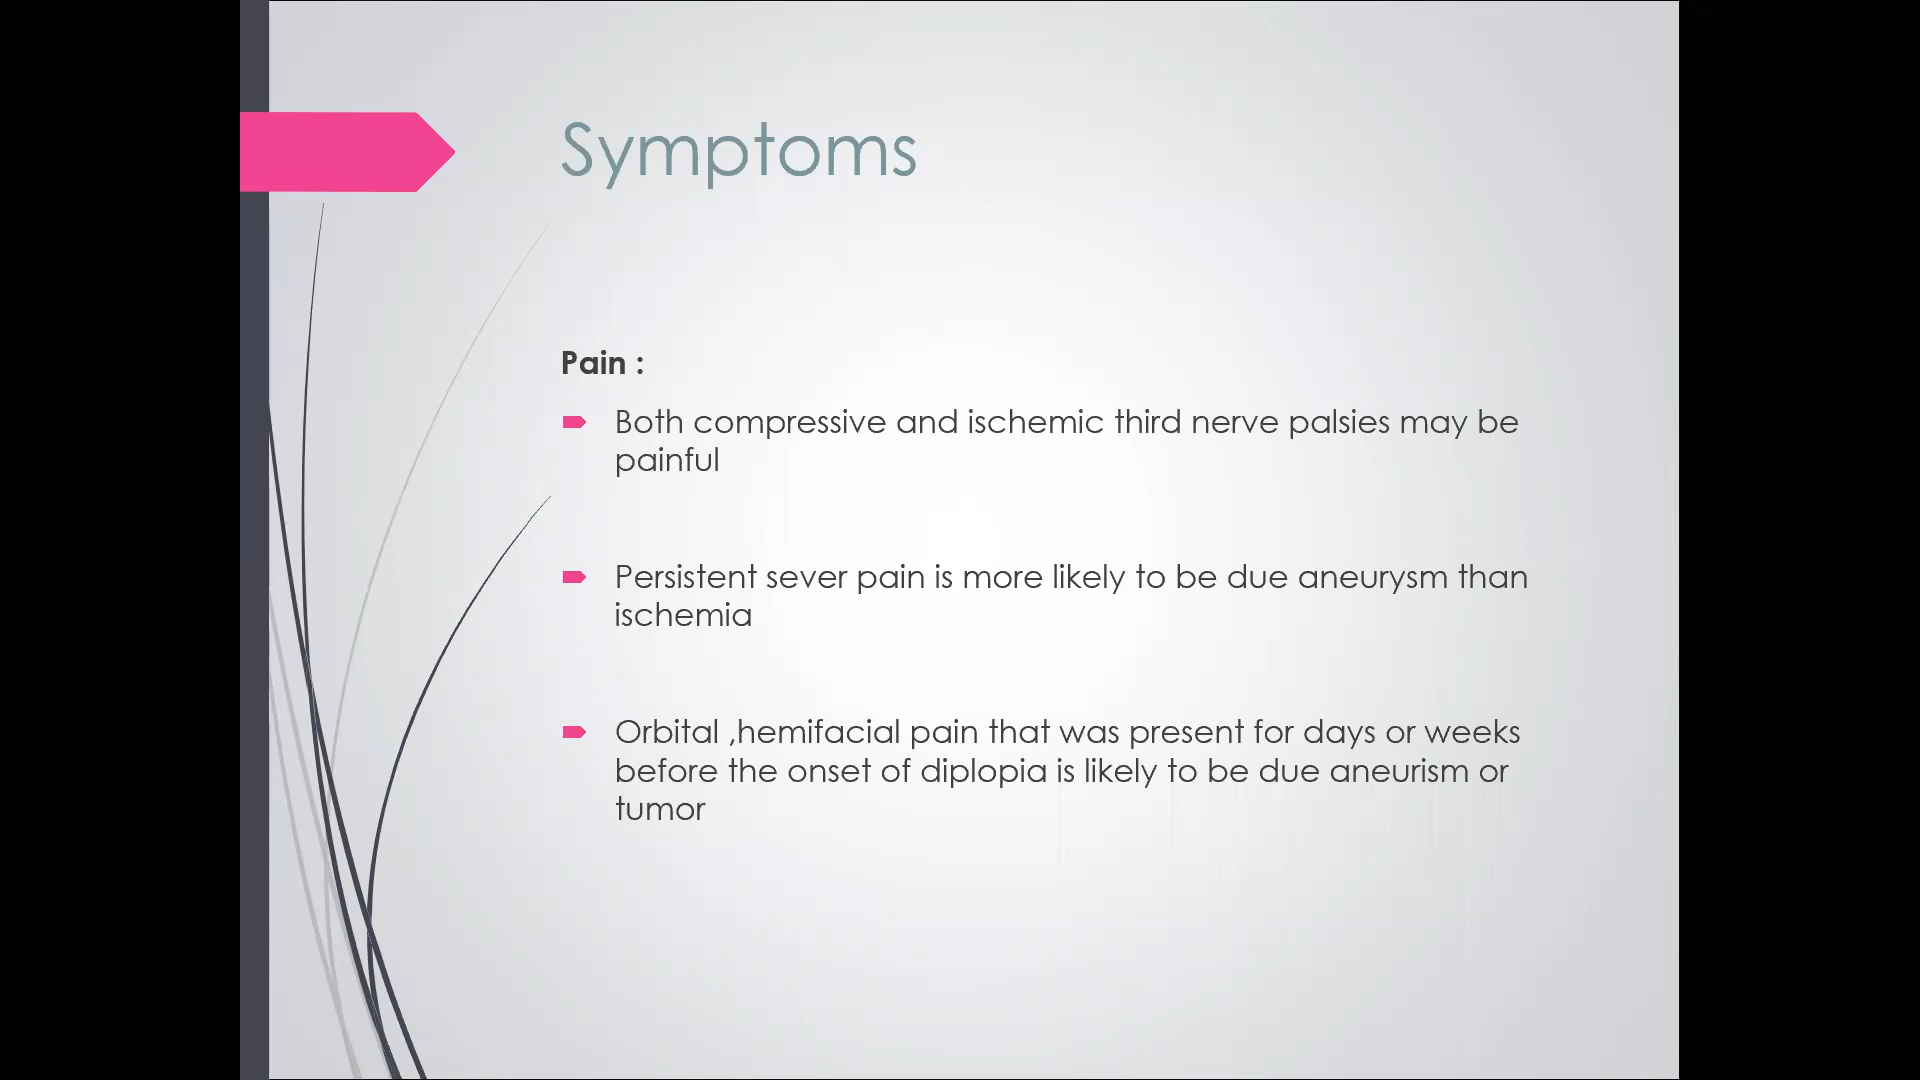 Symptoms
Pain :
Both compressive and ischemic third nerve palsies may be
painful
Persistent sever pain is more likely to be due aneurysm than
ischemia
Orbital ,hemifacial pain that was present for days or weeks
before the onset of diplopia is likely to be due aneurism or
tumor